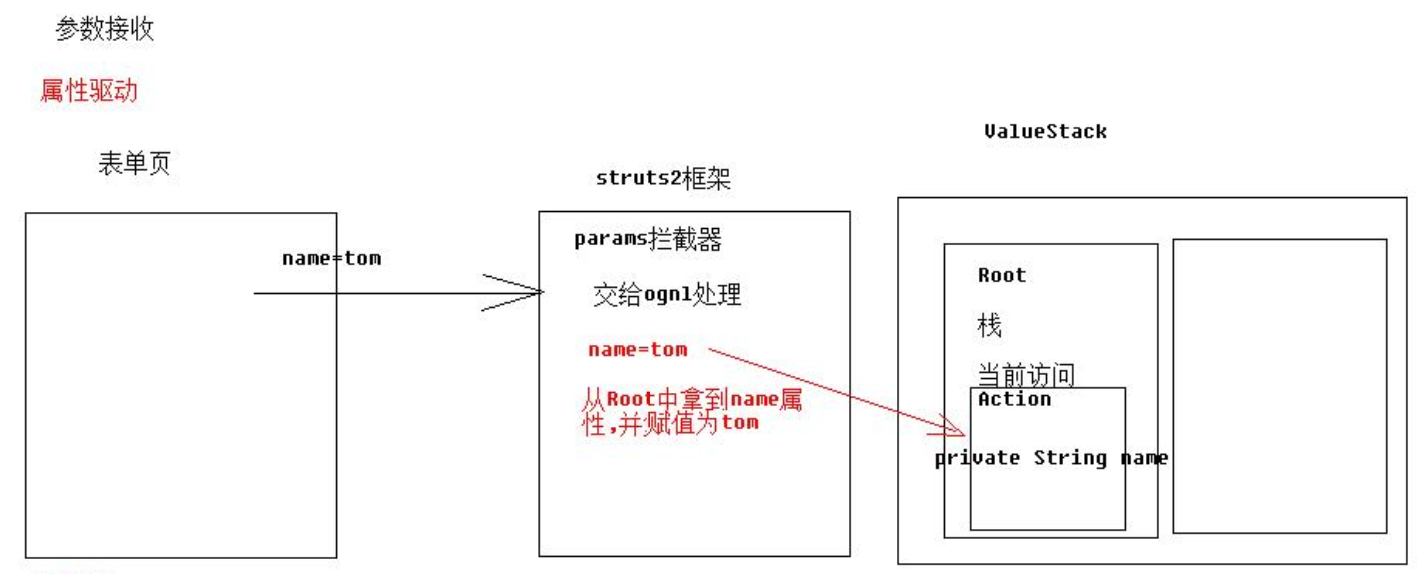 参数接收
属性驱动
表单页
name=tom
struts2框架
params拦截器
交给ognl处理
name=tom
从Root中拿到name属
性,并赋值为tom
ValueStack
Root
栈
当前访问
Action
private String name